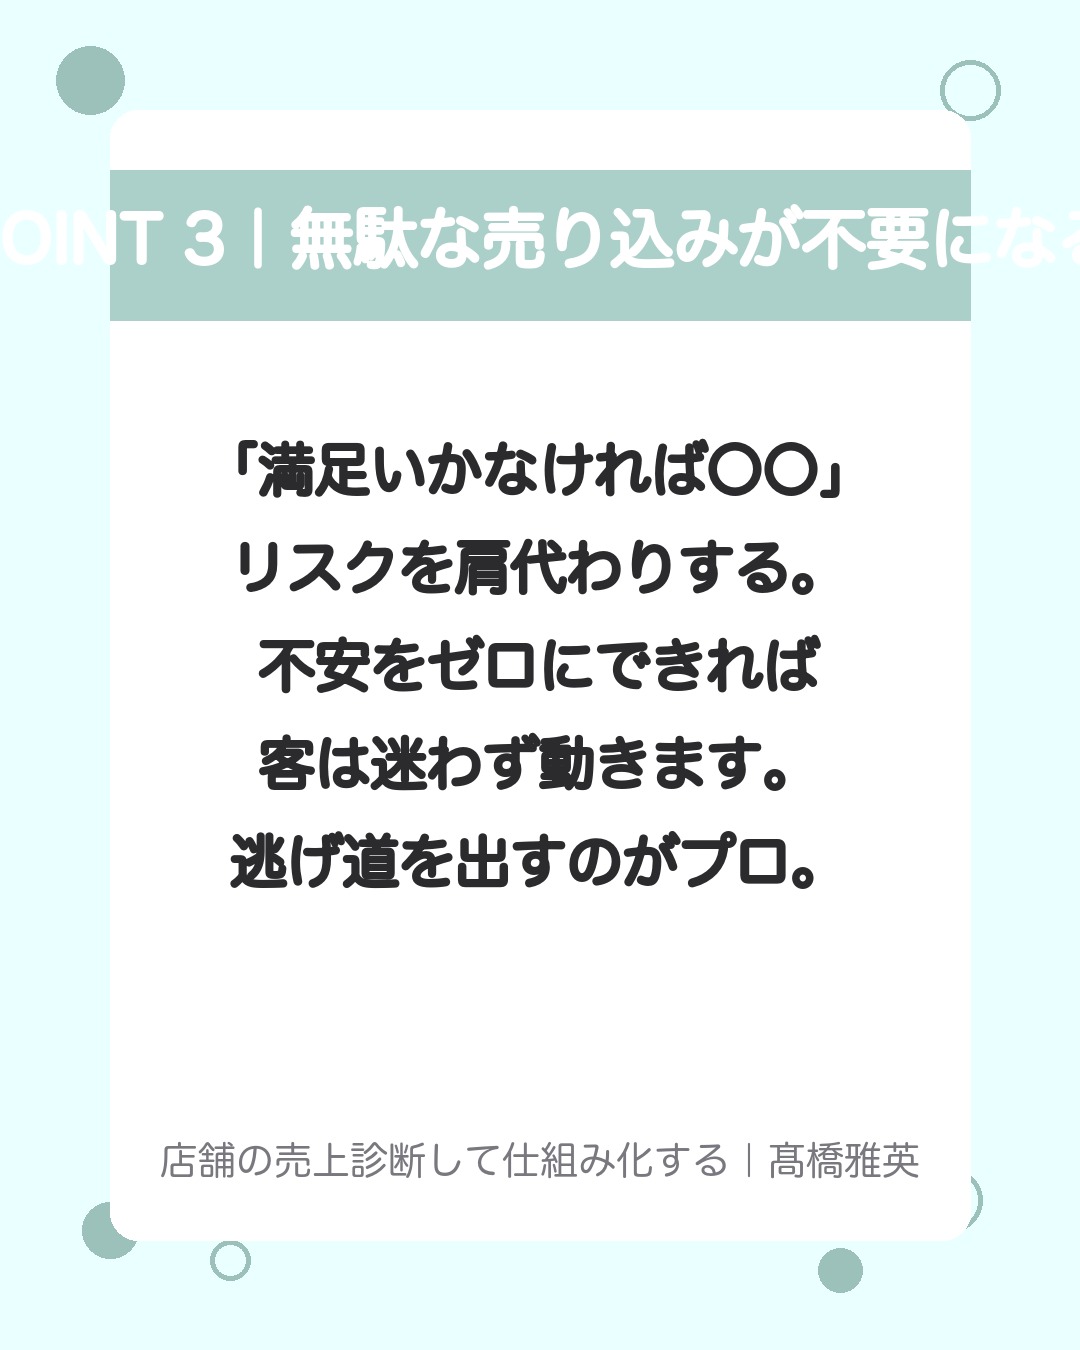 OINT 3｜無駄な売り込みが不要になる
「満足いかなければ〇〇」
リスクを肩代わりする。
不安をゼロにできれば
客は迷わず動きます。
逃げ道を出すのがプロ。
店舗の売上診断して仕組み化する｜髙橋雅英